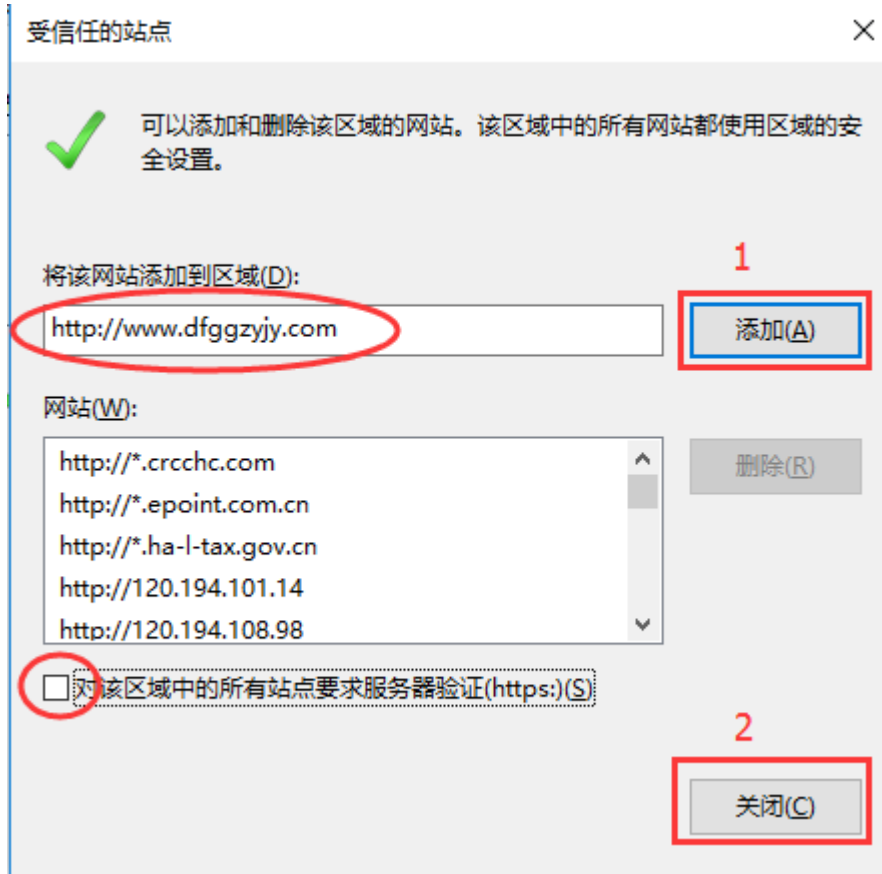 受信任的站点
可以添加和删除该区域的网站。该区域中的所有网站都使用区域的安
全设置。
1
将该网站添加到区域(D):
http://www.dfggzyjy.com
添加(A)
网站(W):
http://*.crcchc.com
删除(R)
http://*.epoint.com.cn
http://*.ha-l-tax.gov.cn
http://120.194.101.14
http://120.194.108.98
对该区域中的所有站点要求服务器验证(https:)(S)
2
关闭(C)